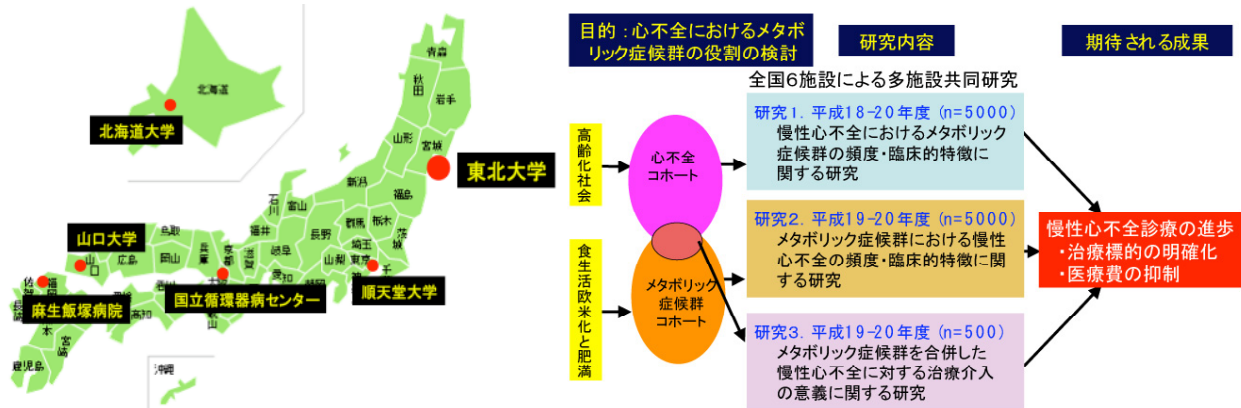 北海道
北海道大学
青森
秋田
岩手
山形
宮城
東北大学
新潟
福島
石川
富山
福井
長野
群馬
栃木
茨城
岐阜
山梨
埼玉
東京
千
愛知
滋賀
京都
兵庫
鳥取
岡山
広島
山口
山口大学
国立循環器病センター
順天堂大学
佐賀
福岡
麻生飯塚病院
香川
高知
山
大
長崎
本
宮崎
鹿児島
沖縄
目的:心不全におけるメタボ
リック症候群の役割の検討
研究内容
期待される成果
全国6施設による多施設共同研究
高齢化社会
心不全
コホート
研究1. 平成18-20年度 (n=5000)
慢性心不全におけるメタボリック
症候群の頻度・臨床的特徴に
関する研究
食生活欧米化と肥満
メタボリック
症候群
コホート
研究2. 平成19-20年度 (n=5000)
メタボリック症候群における慢性
心不全の頻度・臨床的特徴に関
する研究
研究3. 平成19-20年度 (n=500)
メタボリック症候群を合併した
慢性心不全に対する治療介入
の意義に関する研究
慢性心不全診療の進歩
・治療標的の明確化
・医療費の抑制